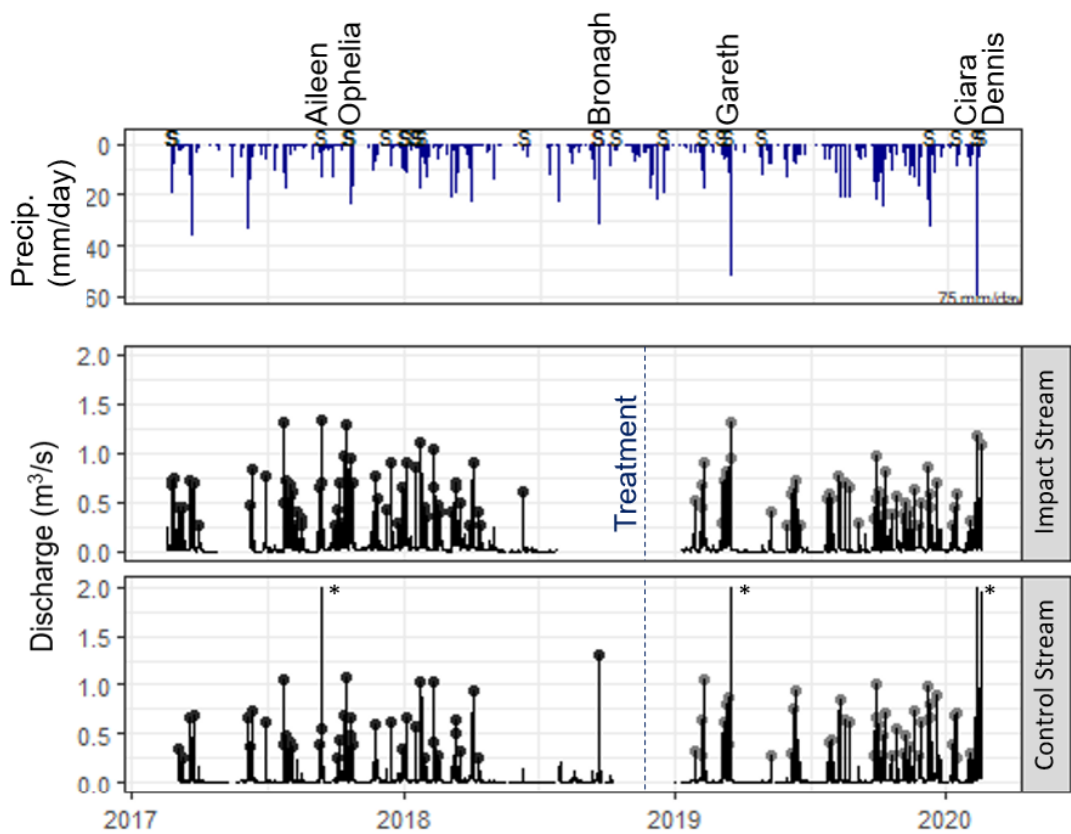 Aileen
Ophelia
Bronagh
Gareth
Ciara
Dennis
S S S S S S S S S S S S S S S S
Precip.
(mm/day)
0
20
40
60
75 mm/day
Discharge (m³/s)
2.0
1.5
1.0
0.5
0.0
Treatment
Impact Stream
2.0
1.5
1.0
0.5
0.0
* * *
Control Stream
2017 2018 2019 2020